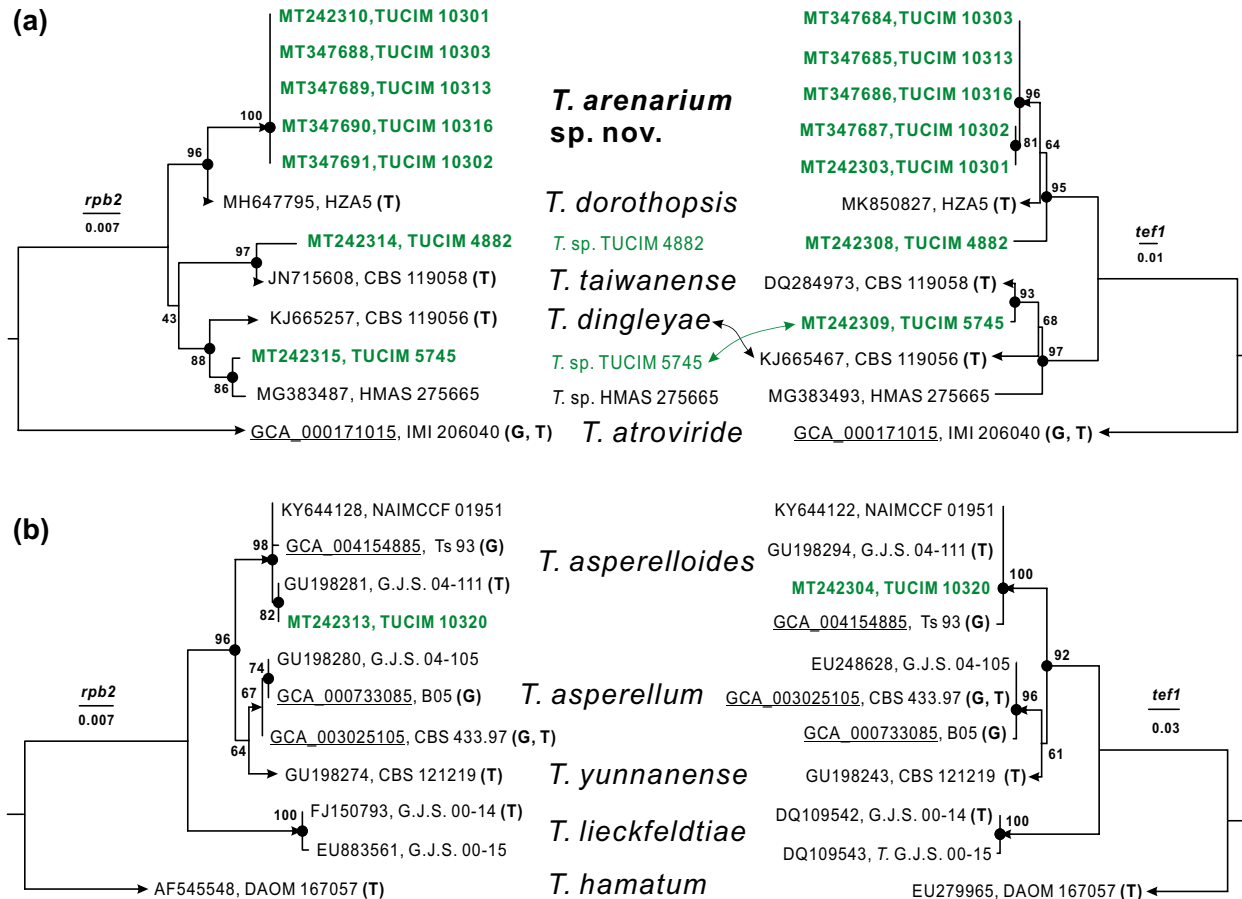 (a)
MT242310, TUCIM 10301
MT347688, TUCIM 10303
MT347689, TUCIM 10313
MT347690, TUCIM 10316
MT347691, TUCIM 10302
100
96
MH647795, HZA5 (T)
rpb2
0.007
MT242314, TUCIM 4882
97
JN715608, CBS 119058 (T)
43
KJ665257, CBS 119056 (T)
88
MT242315, TUCIM 5745
86
MG383487, HMAS 275665
GCA_000171015, IMI 206040 (G, T)
T. arenarium
sp. nov.
T. dorothopsis
T. sp. TUCIM 4882
T. taiwanense
T. dingleyae
T. sp. TUCIM 5745
T. sp. HMAS 275665
T. atroviride
MT347684, TUCIM 10303
MT347685, TUCIM 10313
MT347686, TUCIM 10316
MT347687, TUCIM 10302
MT242303, TUCIM 10301
96
81
64
MK850827, HZA5 (T)
95
MT242308, TUCIM 4882
tef1
0.01
DQ284973, CBS 119058 (T)
93
MT242309, TUCIM 5745
68
KJ665467, CBS 119056 (T)
97
MG383493, HMAS 275665
GCA_000171015, IMI 206040 (G, T)
(b)
KY644128, NAIMCCF 01951
98
GCA_004154885, Ts 93 (G)
GU198281, G.J.S. 04-111 (T)
82
MT242313, TUCIM 10320
96
GU198280, G.J.S. 04-105
74
67
GCA_000733085, B05 (G)
rpb2
0.007
GCA_003025105, CBS 433.97 (G, T)
64
GU198274, CBS 121219 (T)
100
FJ150793, G.J.S. 00-14 (T)
EU883561, G.J.S. 00-15
AF545548, DAOM 167057 (T)
T. asperelloides
T. asperellum
T. yunnanense
T. lieckfeldtiae
T. hamatum
KY644122, NAIMCCF 01951
GU198294, G.J.S. 04-111 (T)
100
MT242304, TUCIM 10320
GCA_004154885, Ts 93 (G)
92
EU248628, G.J.S. 04-105
GCA_003025105, CBS 433.97 (G, T)
96
GCA_000733085, B05 (G)
61
tef1
0.03
GU198243, CBS 121219 (T)
DQ109542, G.J.S. 00-14 (T)
100
DQ109543, T. G.J.S. 00-15
EU279965, DAOM 167057 (T)